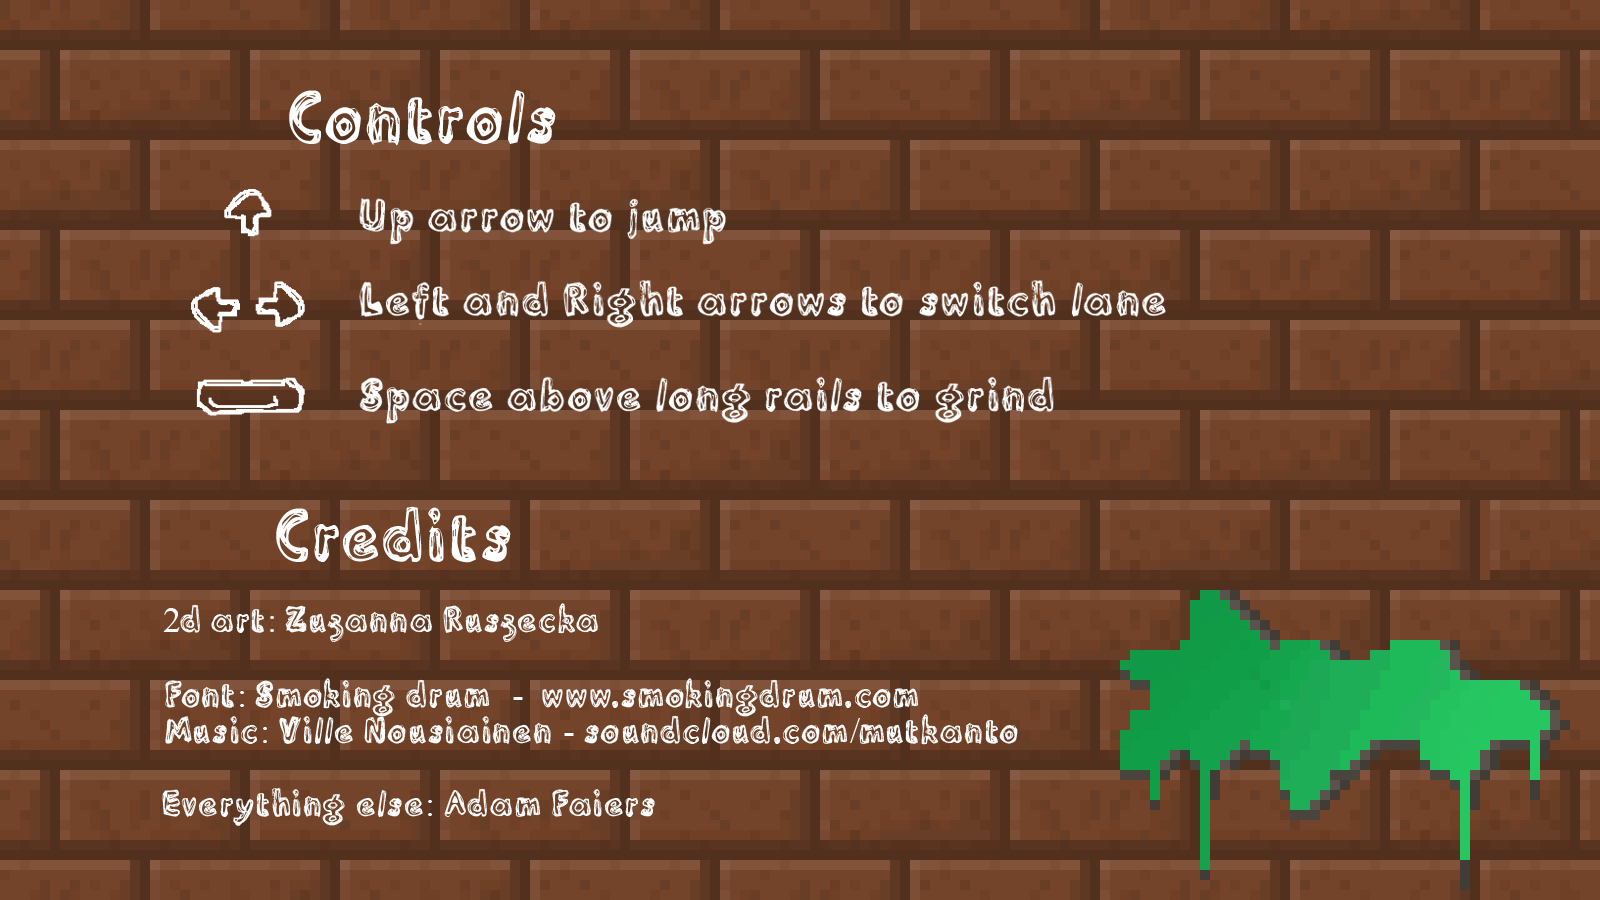 Controls
Up arrow to jump
Left and Right arrows to switch lane
Space above long rails to grind
Credits
2d art: Zuzanna Ruszecka
Font: Smoking drum - www.smokingdrum.com
Music: Ville Nousiainen - soundcloud.com/mutkanto
Everything else: Adam Faiers